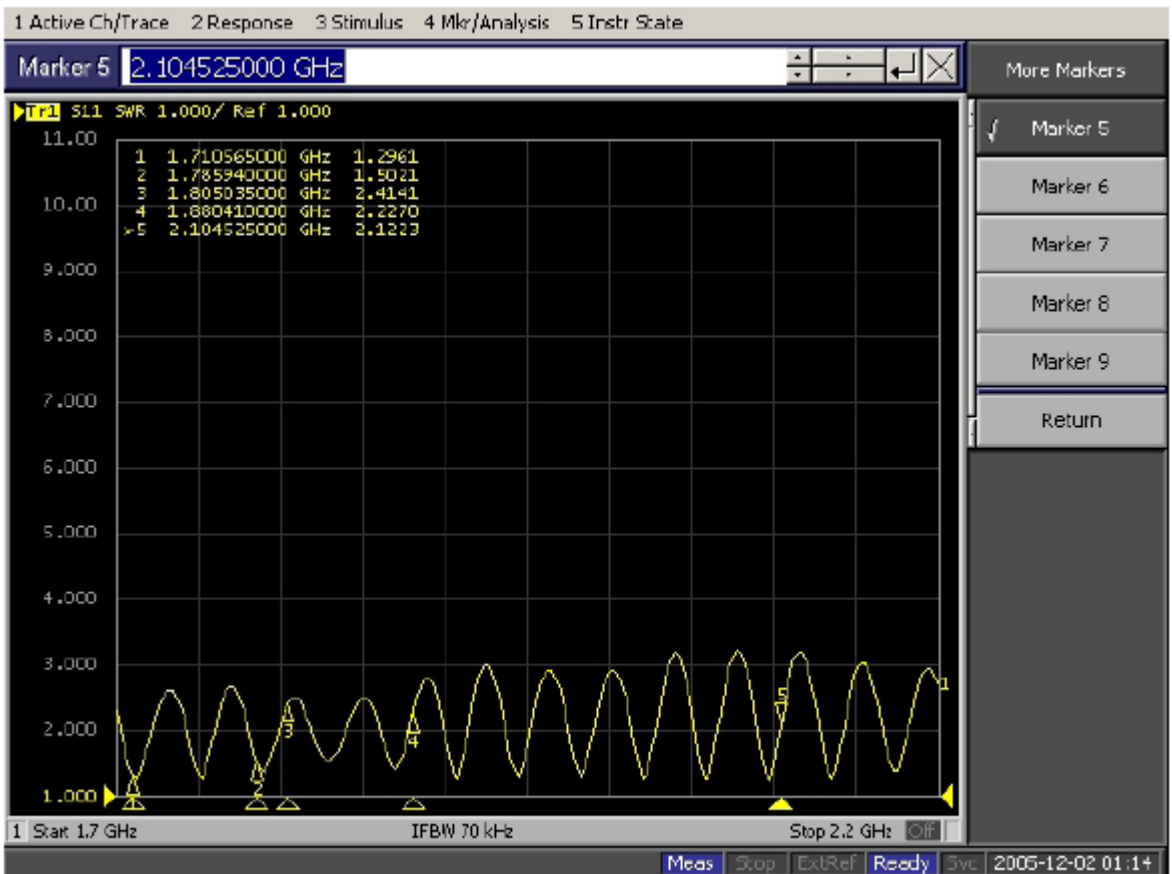 1 Active Ch/Trace 2 Response 3 Stimulus 4 Mkr/Analysis 5 Instr State
Marker 5 2.104525000 GHz
More Markers
Tr1 S11 SWR 1.000/ Ref 1.000
11.00
10.00
9.000
8.000
7.000
6.000
5.000
4.000
3.000
2.000
1.000
1 1.710565000 GHz 1.2961
2 1.785940000 GHz 1.5021
3 1.805035000 GHz 2.4141
4 1.880410000 GHz 2.2270
>5 2.104525000 GHz 2.1223
1
2
3
4
5
1
Marker 5
Marker 6
Marker 7
Marker 8
Marker 9
Return
1 Start 1.7 GHz IFBW 70 kHz Stop 2.2 GHz Off
Meas Stop ExtRef Ready Svc 2005-12-02 01:14